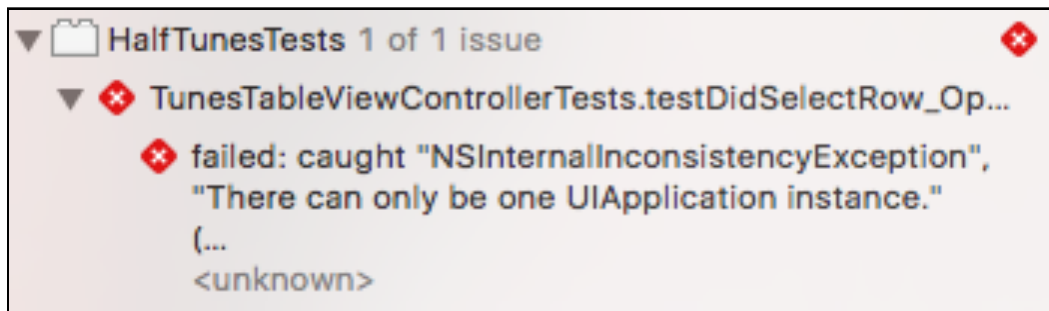 HalfTunesTests 1 of 1 issue
TunesTableViewControllerTests.testDidSelectRow_Op...
failed: caught "NSInternalInconsistencyException",
"There can only be one UIApplication instance."
(...
<unknown>